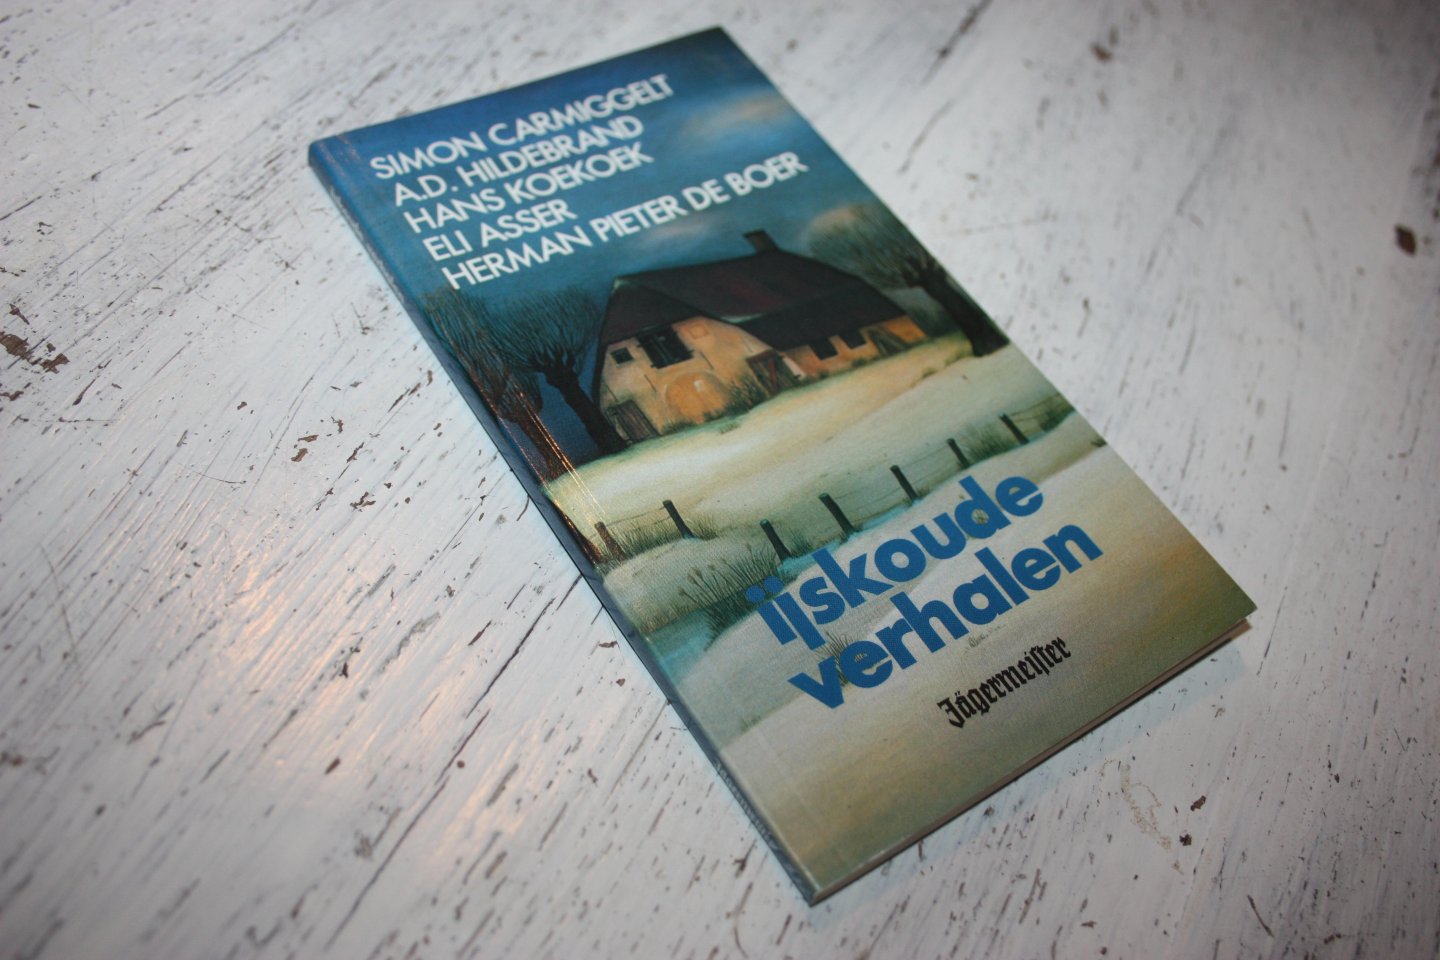 SIMON CARMIGGELT
A.D. HILDEBRAND
HANS KOEKOEK
ELI ASSER
HERMAN PIETER DE BOER
ijskoude
verhalen
Jägermeiſter